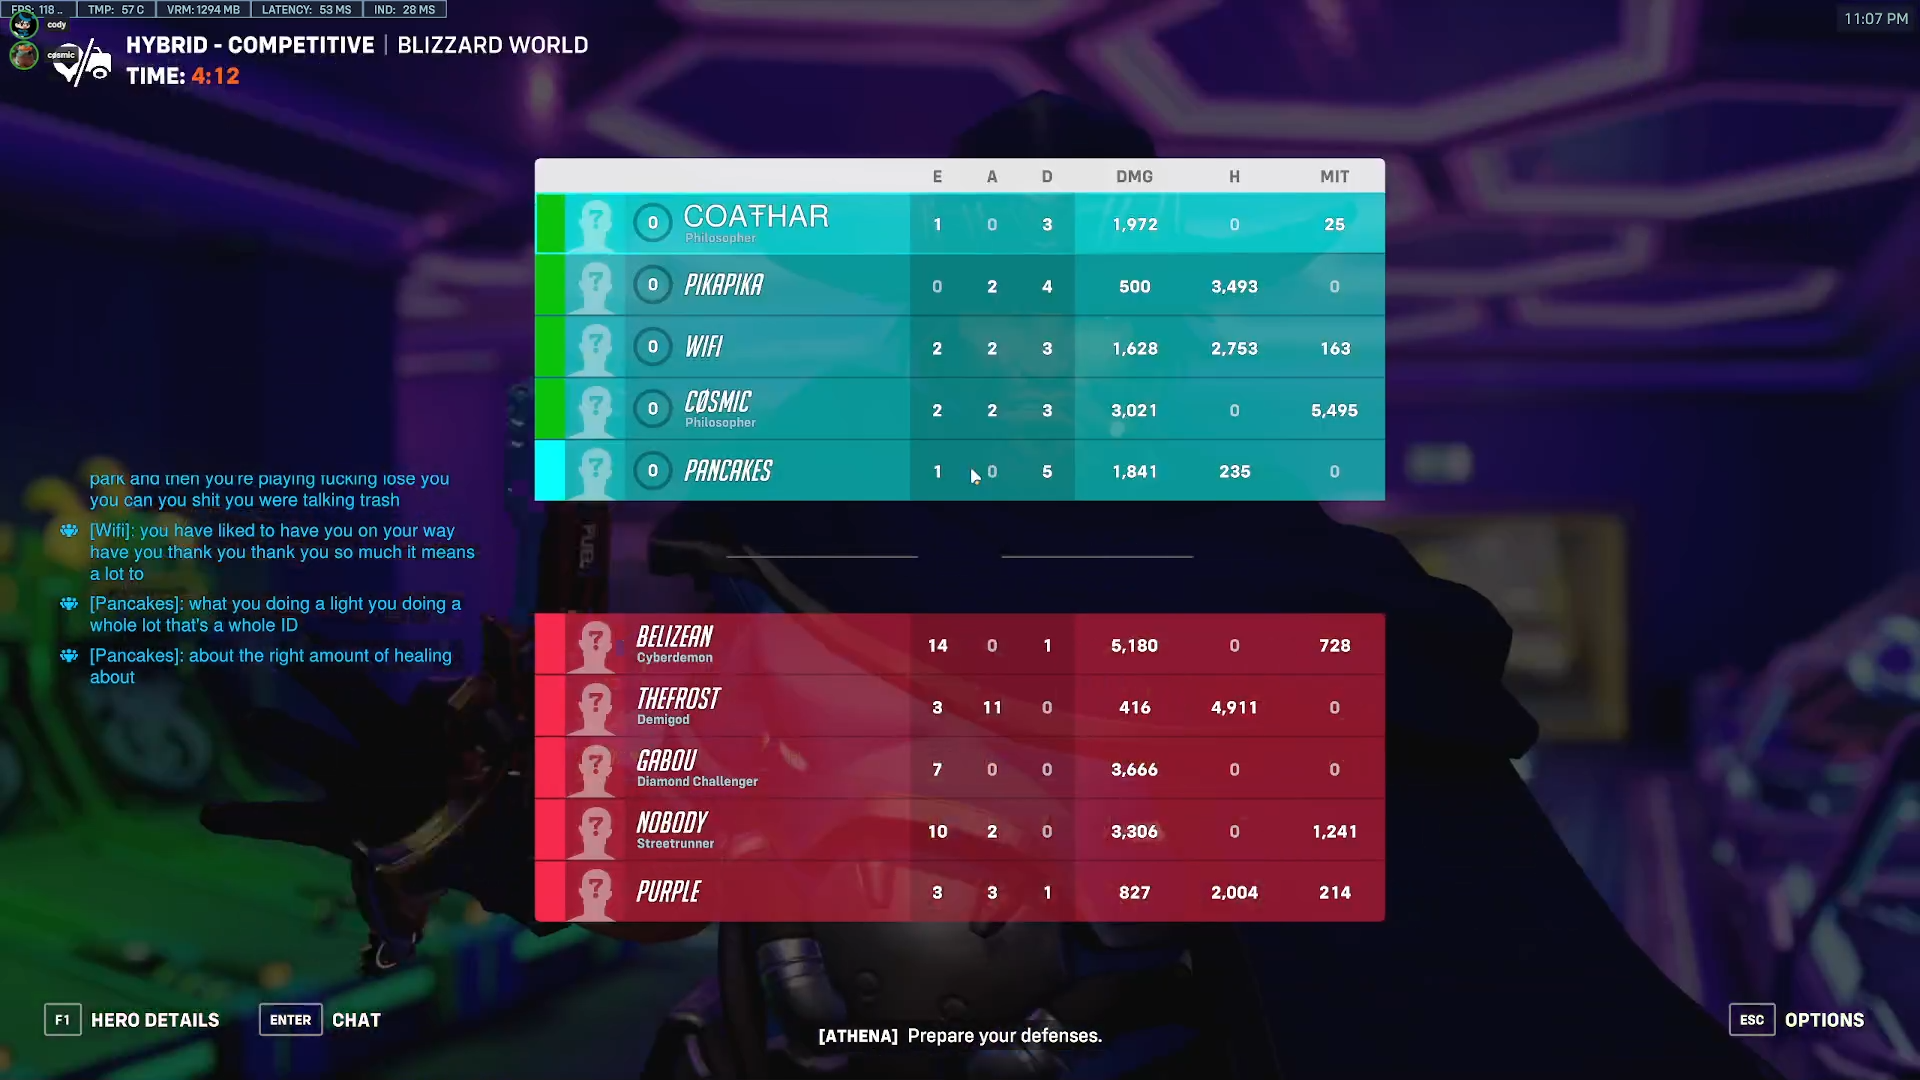 FPS: 118 .. TMP: 57 C VRM: 1294 MB LATENCY: 53 MS IND: 28 MS
cody
cøsmic
11:07 PM
HYBRID - COMPETITIVE | BLIZZARD WORLD
TIME: 4:12
E A D DMG H MIT
? 0 COAŦHAR 1 0 3 1,972 0 25
Philosopher
? 0 PIKAPIKA 0 2 4 500 3,493 0
? 0 WIFI 2 2 3 1,628 2,753 163
? 0 CØSMIC 2 2 3 3,021 0 5,495
Philosopher
? 0 PANCAKES 1 0 5 1,841 235 0
park and then you're playing fucking lose you
you can you shit you were talking trash
[Wifi]: you have liked to have you on your way
have you thank you thank you so much it means
a lot to
[Pancakes]: what you doing a light you doing a
whole lot that's a whole ID
[Pancakes]: about the right amount of healing
about
FUEL
? BELIZEAN 14 0 1 5,180 0 728
Cyberdemon
? THEFROST 3 11 0 416 4,911 0
Demigod
? GABOU 7 0 0 3,666 0 0
Diamond Challenger
? NOBODY 10 2 0 3,306 0 1,241
Streetrunner
? PURPLE 3 3 1 827 2,004 214
F1 HERO DETAILS ENTER CHAT
[ATHENA] Prepare your defenses.
ESC OPTIONS